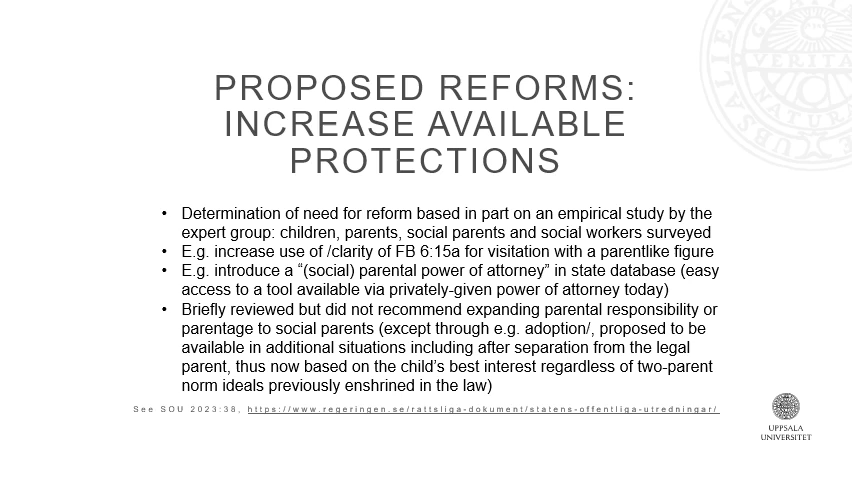 PROPOSED REFORMS:
INCREASE AVAILABLE
PROTECTIONS
• Determination of need for reform based in part on an empirical study by the
expert group: children, parents, social parents and social workers surveyed
• E.g. increase use of /clarity of FB 6:15a for visitation with a parentlike figure
• E.g. introduce a “(social) parental power of attorney” in state database (easy
access to a tool available via privately-given power of attorney today)
• Briefly reviewed but did not recommend expanding parental responsibility or
parentage to social parents (except through e.g. adoption/, proposed to be
available in additional situations including after separation from the legal
parent, thus now based on the child’s best interest regardless of two-parent
norm ideals previously enshrined in the law)
See SOU 2023:38, https://www.regeringen.se/rattsliga-dokument/statens-offentliga-utredningar/
UPPSALA
UNIVERSITET